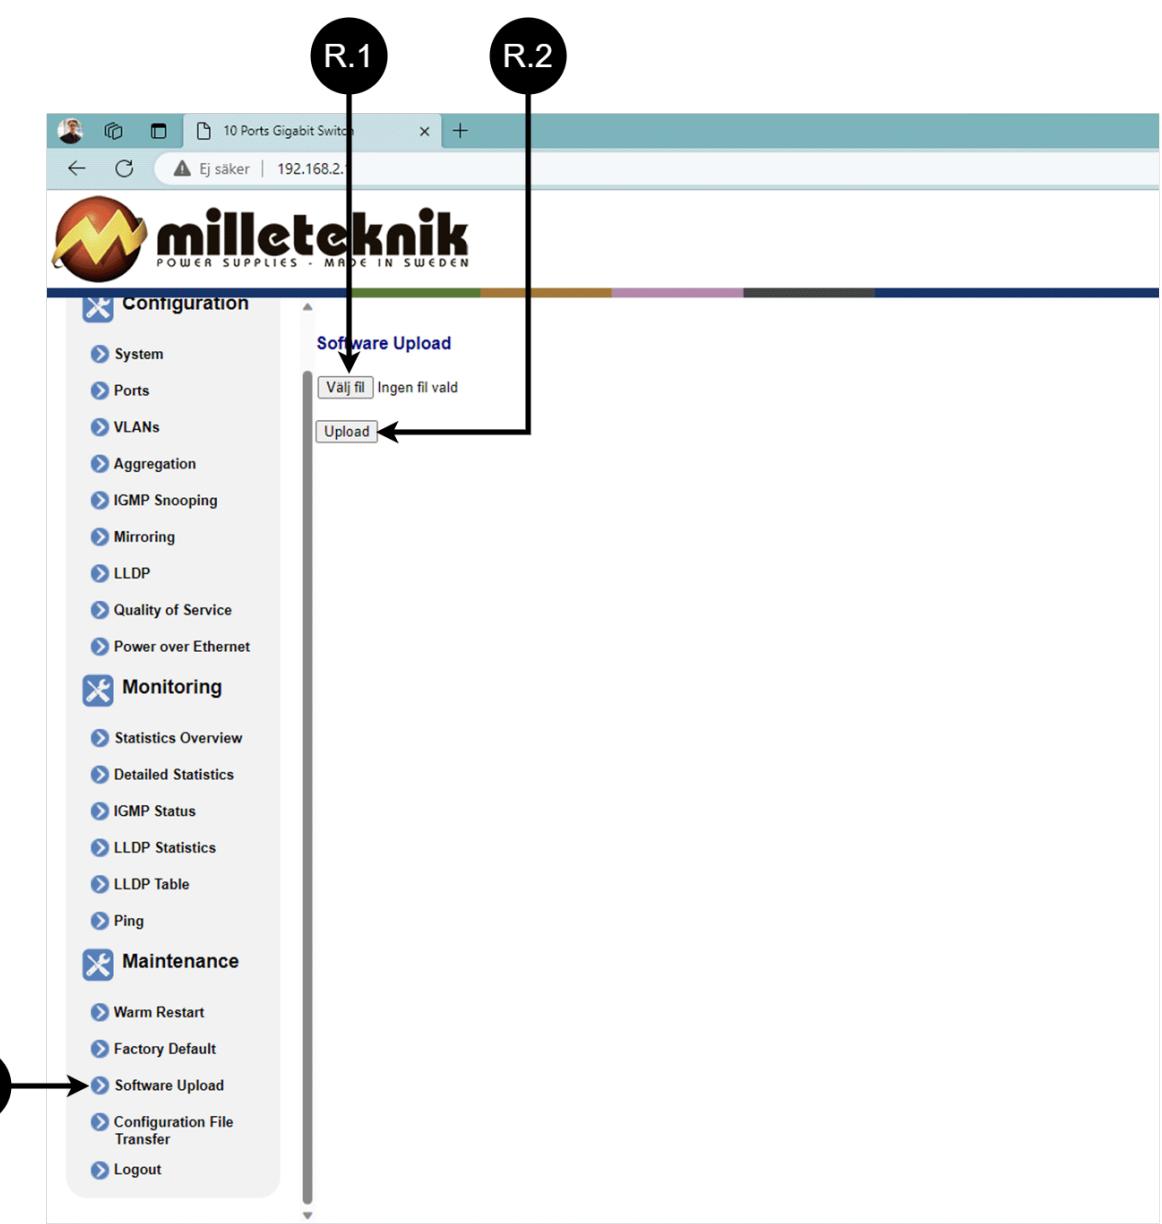 R.1
R.2
10 Ports Gigabit Switch
Ej säker
192.168.2.1
milleteknik
POWER SUPPLIES - MADE IN SWEDEN
Configuration
System
Ports
VLANs
Aggregation
IGMP Snooping
Mirroring
LLDP
Quality of Service
Power over Ethernet
Monitoring
Statistics Overview
Detailed Statistics
IGMP Status
LLDP Statistics
LLDP Table
Ping
Maintenance
Warm Restart
Factory Default
Software Upload
Configuration File
Transfer
Logout
Software Upload
Välj fil Ingen fil vald
Upload